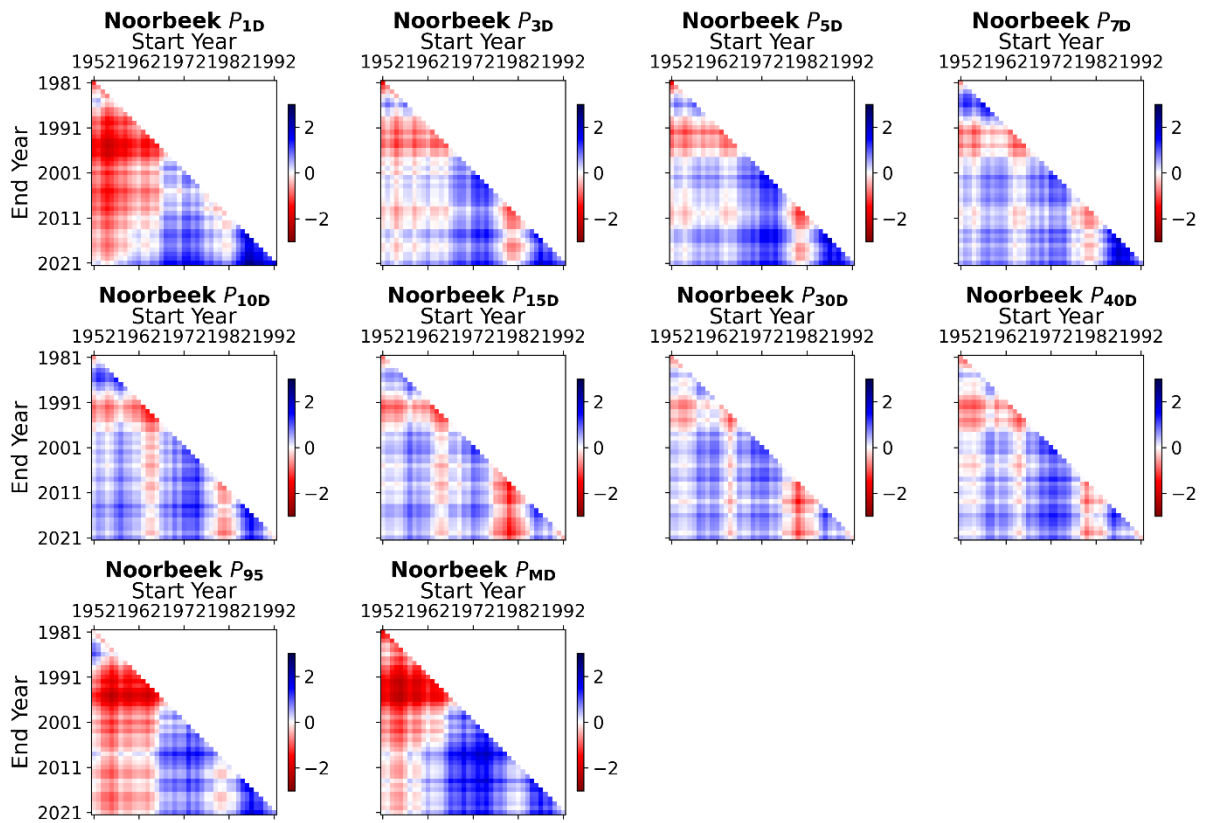 Noorbeek P1D
Start Year
19521962197219821992
Noorbeek P3D
Start Year
19521962197219821992
Noorbeek P5D
Start Year
19521962197219821992
Noorbeek P7D
Start Year
19521962197219821992
End Year
1981
1991
2001
2011
2021
2
0
−2
2
0
−2
2
0
−2
2
0
−2
Noorbeek P10D
Start Year
19521962197219821992
Noorbeek P15D
Start Year
19521962197219821992
Noorbeek P30D
Start Year
19521962197219821992
Noorbeek P40D
Start Year
19521962197219821992
End Year
1981
1991
2001
2011
2021
2
0
−2
2
0
−2
2
0
−2
2
0
−2
Noorbeek P95
Start Year
19521962197219821992
Noorbeek PMD
Start Year
19521962197219821992
End Year
1981
1991
2001
2011
2021
2
0
−2
2
0
−2